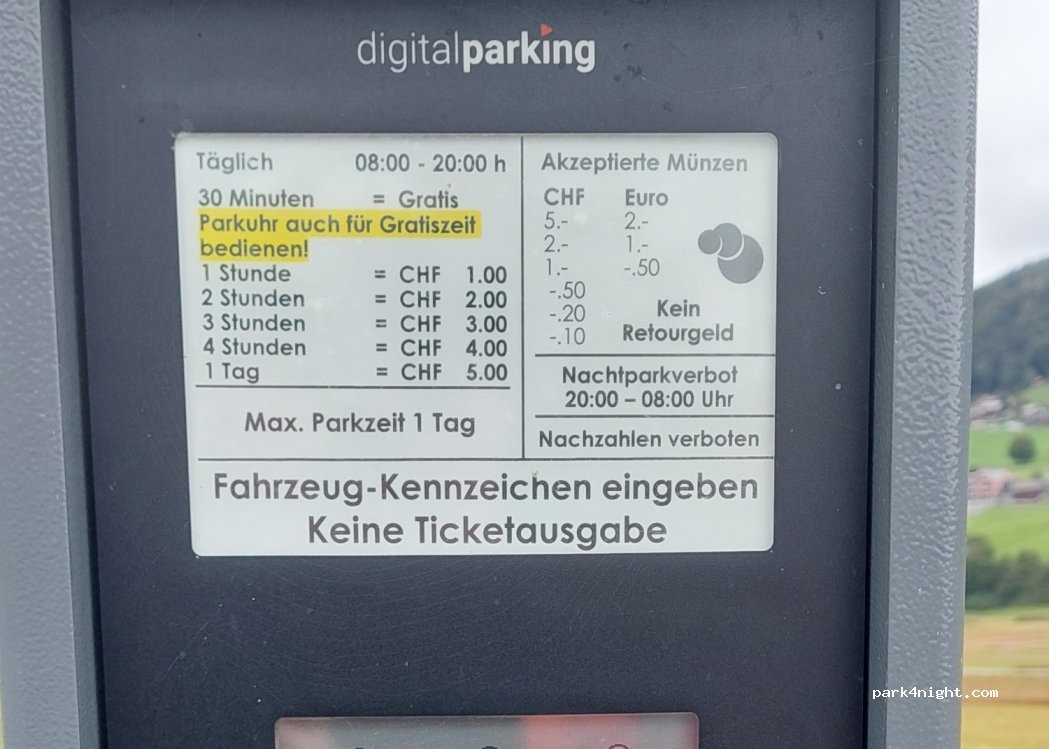 digitalparking
Täglich 08:00 - 20:00 h
30 Minuten = Gratis
Parkuhr auch für Gratiszeit
bedienen!
1 Stunde = CHF 1.00
2 Stunden = CHF 2.00
3 Stunden = CHF 3.00
4 Stunden = CHF 4.00
1 Tag = CHF 5.00
Max. Parkzeit 1 Tag
Akzeptierte Münzen
CHF Euro
5.- 2.-
2.- 1.-
1.- -.50
-.50
-.20
-.10
Kein
Retourgeld
Nachtparkverbot
20:00 – 08:00 Uhr
Nachzahlen verboten
Fahrzeug-Kennzeichen eingeben
Keine Ticketausgabe
park4night.com